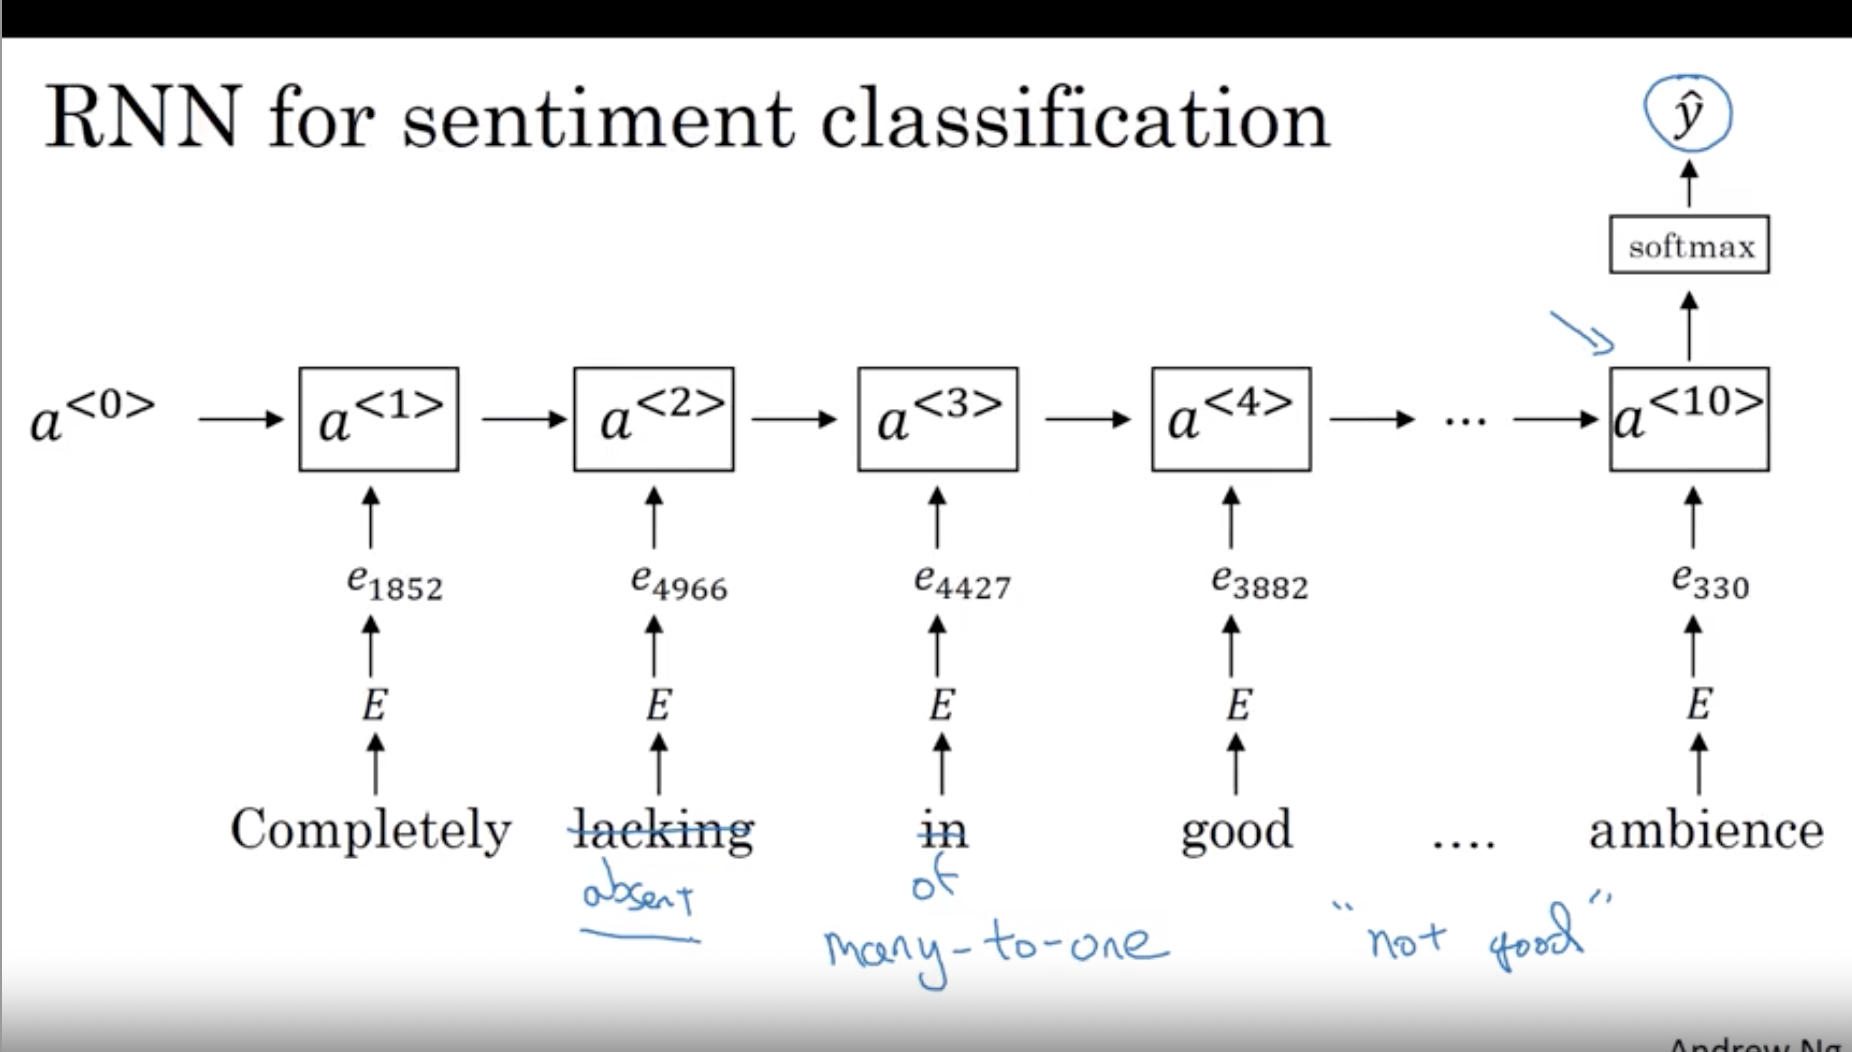 RNN for sentiment classification
ŷ
softmax
a<0> a<1> a<2> a<3> a<4> ... a<10>
e1852 e4966 e4427 e3882 e330
E E E E E
Completely lacking in good .... ambience
absent of
many-to-one "not good"
Andrew Ng